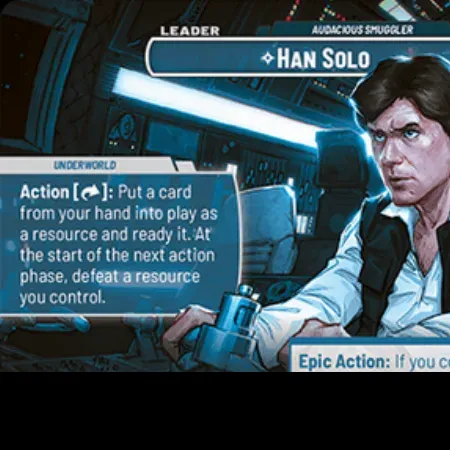 LEADER
AUDACIOUS SMUGGLER
HAN SOLO
UNDERWORLD
Action [ ]: Put a card
from your hand into play as
a resource and ready it. At
the start of the next action
phase, defeat a resource
you control.
Epic Action: If you c